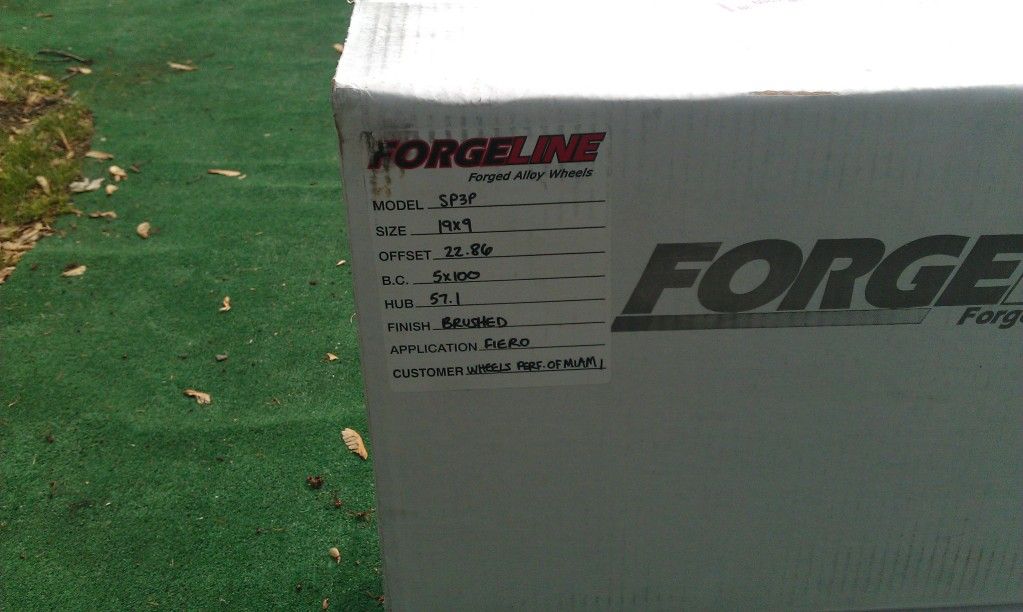 FORGELINE
Forged Alloy Wheels
MODEL SP3P
SIZE 19x9
OFFSET 22.86
B.C. 5x100
HUB 57.1
FINISH BRUSHED
APPLICATION FIERO
CUSTOMER WHEELS PERF. OF MIAMI
FORGE
Forg